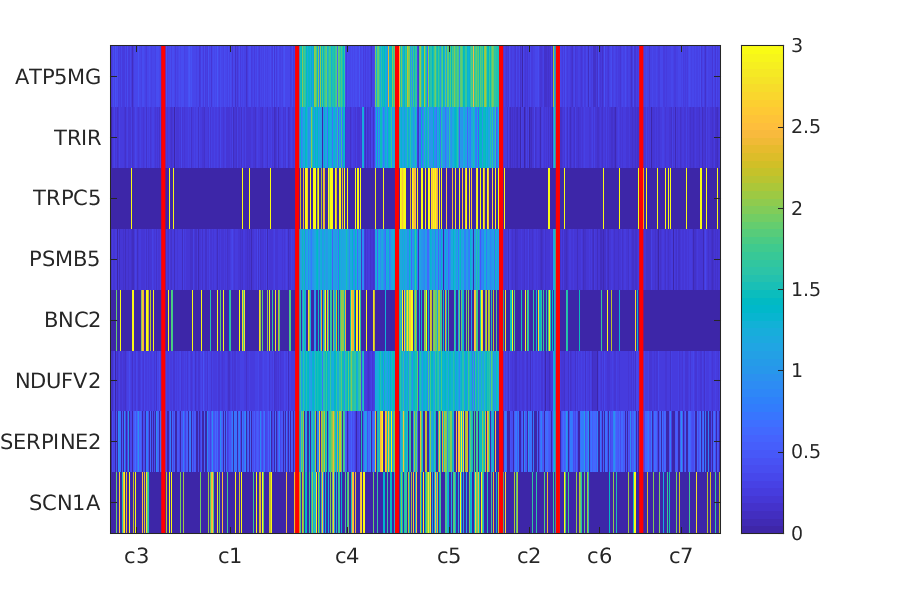 ATP5MG
TRIR
TRPC5
PSMB5
BNC2
NDUFV2
SERPINE2
SCN1A
c3 c1 c4 c5 c2 c6 c7
3
2.5
2
1.5
1
0.5
0